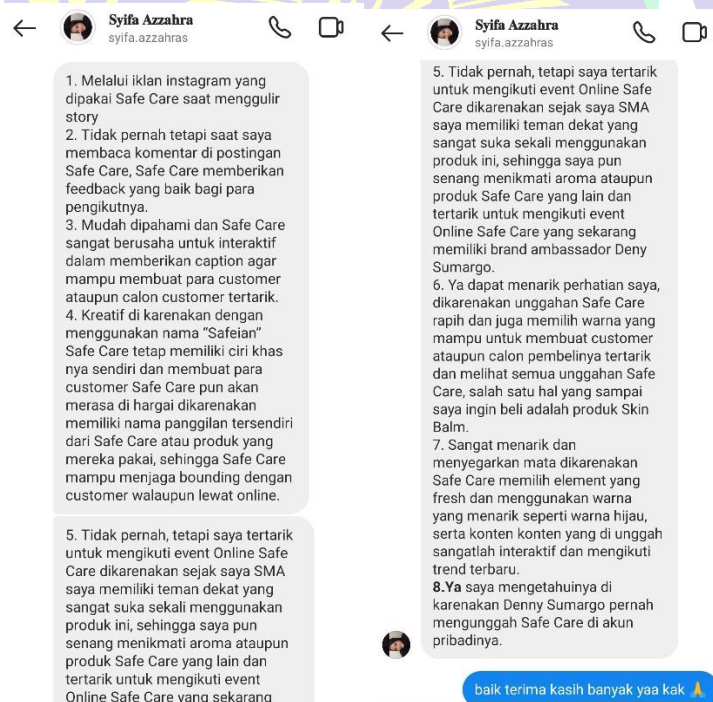 Syifa Azzahra
syifa.azzahras
1. Melalui iklan instagram yang
dipakai Safe Care saat menggulir
story
2. Tidak pernah tetapi saat saya
membaca komentar di postingan
Safe Care, Safe Care memberikan
feedback yang baik bagi para
pengikutnya.
3. Mudah dipahami dan Safe Care
sangat berusaha untuk interaktif
dalam memberikan caption agar
mampu membuat para customer
ataupun calon customer tertarik.
4. Kreatif di karenakan dengan
menggunakan nama “Safeian”
Safe Care tetap memiliki ciri khas
nya sendiri dan membuat para
customer Safe Care pun akan
merasa di hargai dikarenakan
memiliki nama panggilan tersendiri
dari Safe Care atau produk yang
mereka pakai, sehingga Safe Care
mampu menjaga bounding dengan
customer walaupun lewat online.
5. Tidak pernah, tetapi saya tertarik
untuk mengikuti event Online Safe
Care dikarenakan sejak saya SMA
saya memiliki teman dekat yang
sangat suka sekali menggunakan
produk ini, sehingga saya pun
senang menikmati aroma ataupun
produk Safe Care yang lain dan
tertarik untuk mengikuti event
Online Safe Care yang sekarang
Syifa Azzahra
syifa.azzahras
5. Tidak pernah, tetapi saya tertarik
untuk mengikuti event Online Safe
Care dikarenakan sejak saya SMA
saya memiliki teman dekat yang
sangat suka sekali menggunakan
produk ini, sehingga saya pun
senang menikmati aroma ataupun
produk Safe Care yang lain dan
tertarik untuk mengikuti event
Online Safe Care yang sekarang
memiliki brand ambassador Deny
Sumargo.
6. Ya dapat menarik perhatian saya,
dikarenakan unggahan Safe Care
rapih dan juga memilih warna yang
mampu untuk membuat customer
ataupun calon pembelinya tertarik
dan melihat semua unggahan Safe
Care, salah satu hal yang sampai
saya ingin beli adalah produk Skin
Balm.
7. Sangat menarik dan
menyegarkan mata dikarenakan
Safe Care memilih element yang
fresh dan menggunakan warna
yang menarik seperti warna hijau,
serta konten konten yang di unggah
sangatlah interaktif dan mengikuti
trend terbaru.
8.Ya saya mengetahuinya di
karenakan Denny Sumargo pernah
mengunggah Safe Care di akun
pribadinya.
baik terima kasih banyak yaa kak 🙏